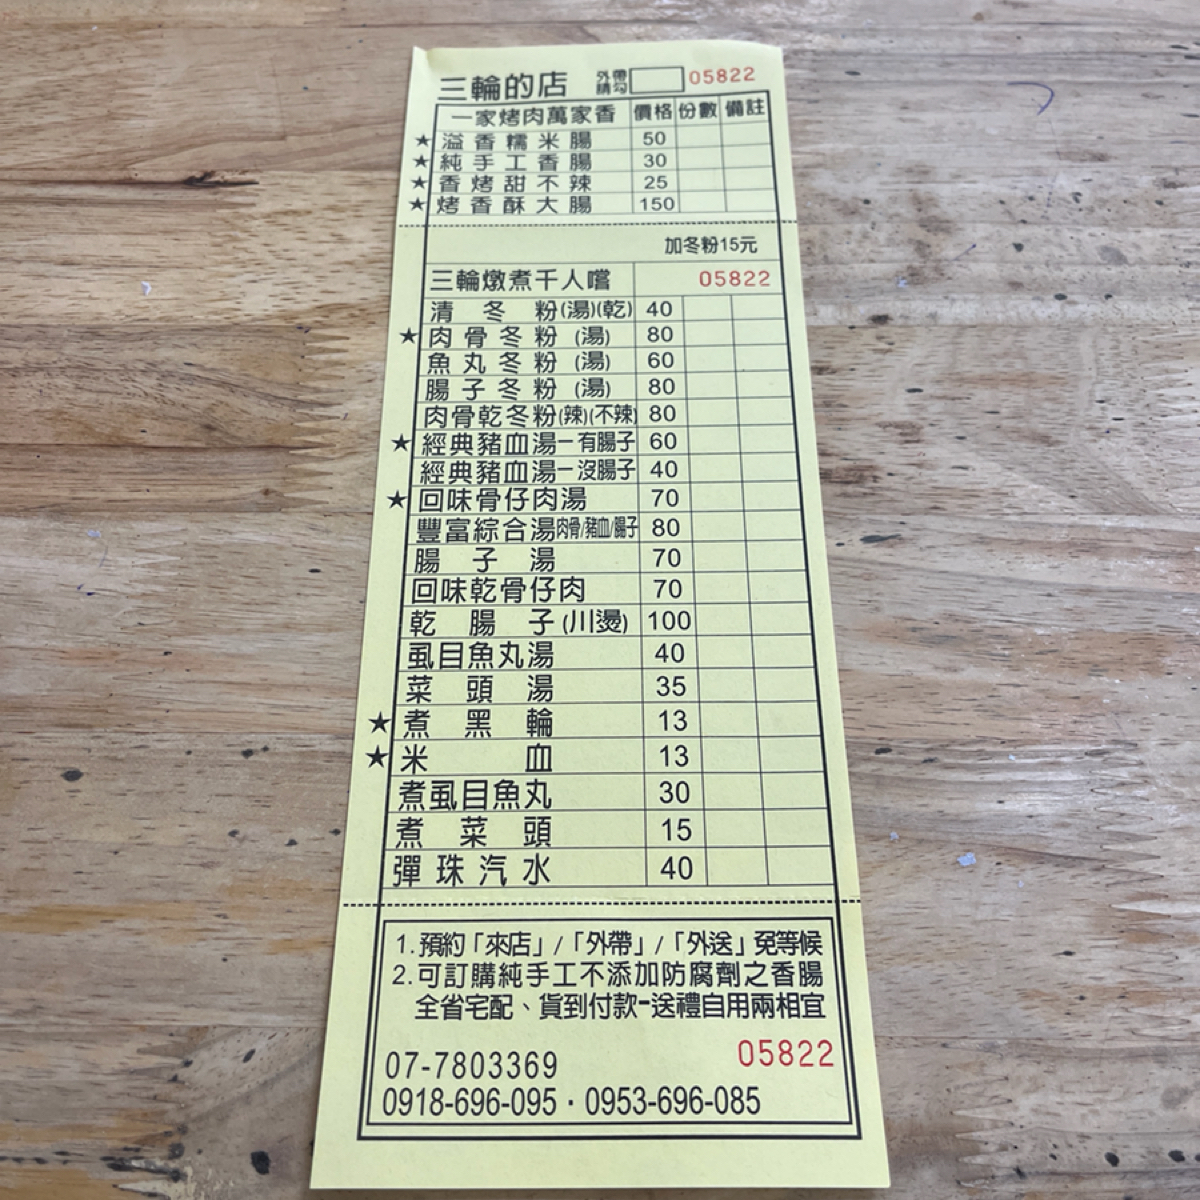 三輪的店 外帶請勾 05822
一家烤肉萬家香 價格 份數 備註
★ 溢香糯米腸 50
★ 純手工香腸 30
★ 香烤甜不辣 25
★ 烤香酥大腸 150
加冬粉15元
三輪燉煮千人嚐 05822
清冬粉(湯)(乾) 40
★ 肉骨冬粉(湯) 80
魚丸冬粉(湯) 60
腸子冬粉(湯) 80
肉骨乾冬粉(辣)(不辣) 80
★ 經典豬血湯－有腸子 60
經典豬血湯－沒腸子 40
★ 回味骨仔肉湯 70
豐富綜合湯肉骨/豬血/腸子 80
腸子湯 70
回味乾骨仔肉 70
乾腸子(川燙) 100
虱目魚丸湯 40
菜頭湯 35
★ 煮黑輪 13
★ 米血 13
煮虱目魚丸 30
煮菜頭 15
彈珠汽水 40
1.預約「來店」/「外帶」/「外送」免等候
2.可訂購純手工不添加防腐劑之香腸
全省宅配、貨到付款-送禮自用兩相宜
05822
07-7803369
0918-696-095·0953-696-085